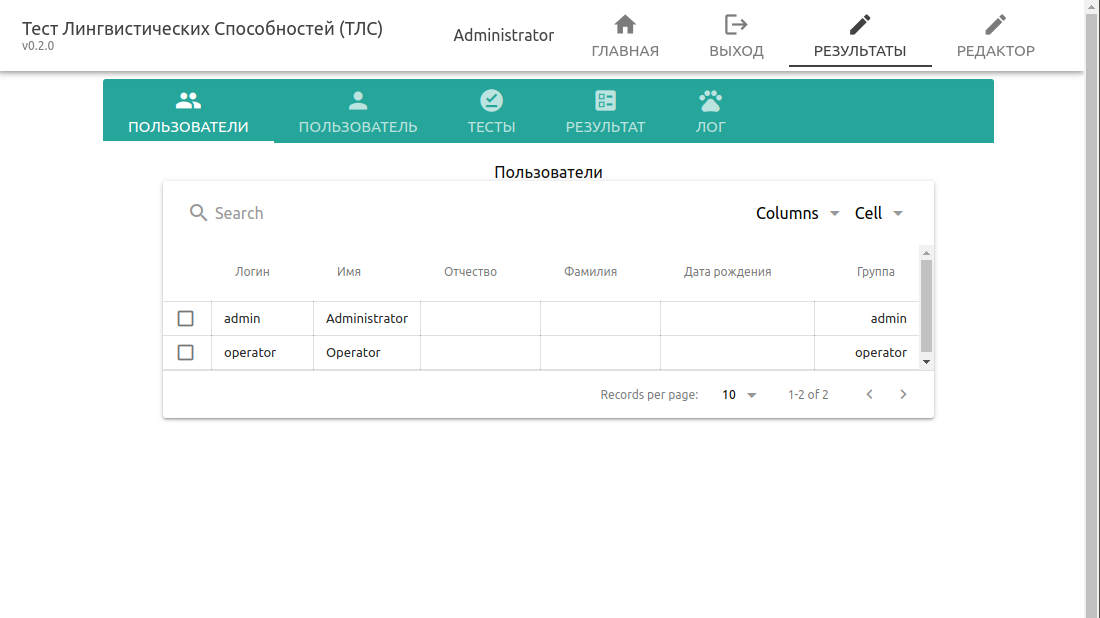 Тест Лингвистических Способностей (ТЛС)
v0.2.0
Administrator
ГЛАВНАЯ
ВЫХОД
РЕЗУЛЬТАТЫ
РЕДАКТОР
ПОЛЬЗОВАТЕЛИ
ПОЛЬЗОВАТЕЛЬ
ТЕСТЫ
РЕЗУЛЬТАТ
ЛОГ
Пользователи
Search
Columns
Cell
Логин Имя Отчество Фамилия Дата рождения Группа
admin Administrator admin
operator Operator operator
Records per page: 10 1-2 of 2